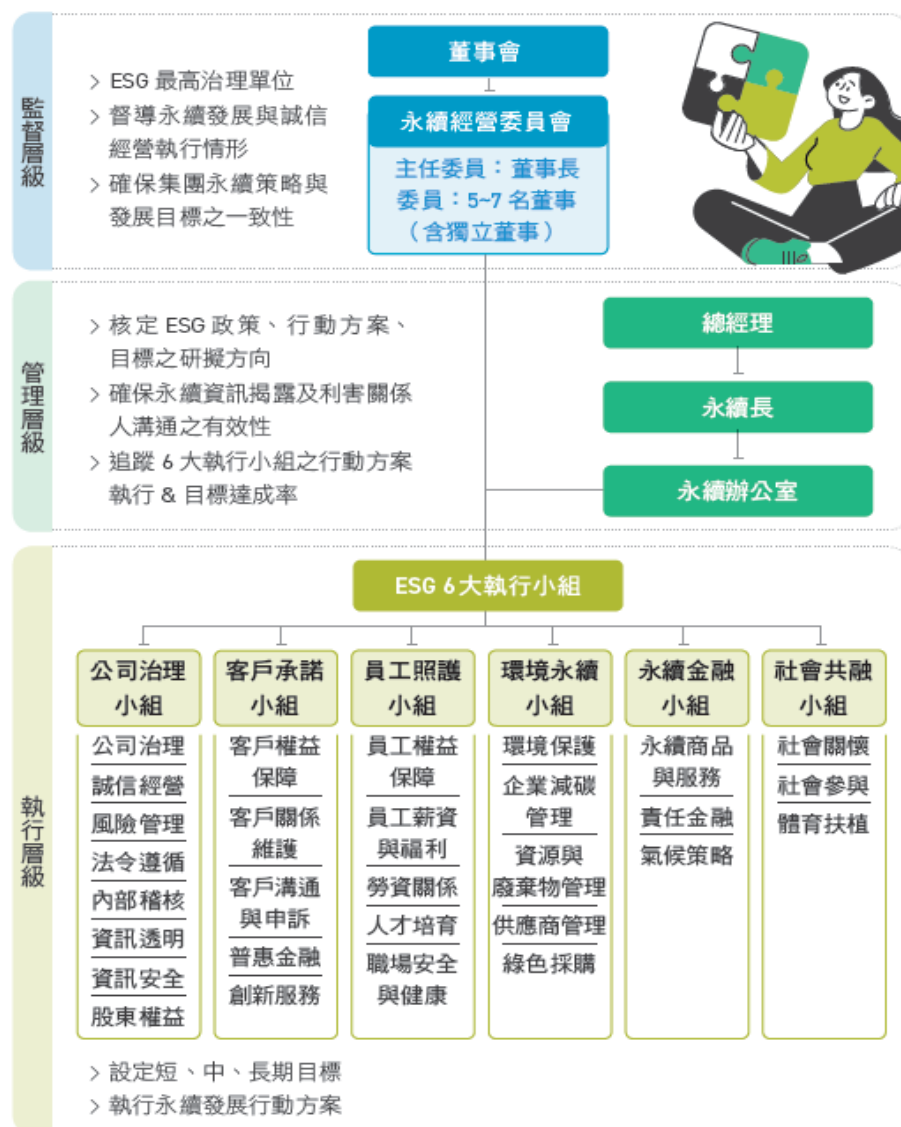 監督層級
> ESG 最高治理單位
> 督導永續發展與誠信
經營執行情形
> 確保集團永續策略與
發展目標之一致性
董事會
永續經營委員會
主任委員：董事長
委員：5~7 名董事
（含獨立董事）
管理層級
> 核定 ESG 政策、行動方案、
目標之研擬方向
> 確保永續資訊揭露及利害關係
人溝通之有效性
> 追蹤 6 大執行小組之行動方案
執行 & 目標達成率
總經理
永續長
永續辦公室
執行層級
ESG 6 大執行小組
公司治理
小組
公司治理
誠信經營
風險管理
法令遵循
內部稽核
資訊透明
資訊安全
股東權益
客戶承諾
小組
客戶權益
保障
客戶關係
維護
客戶溝通
與申訴
普惠金融
創新服務
員工照護
小組
員工權益
保障
員工薪資
與福利
勞資關係
人才培育
職場安全
與健康
環境永續
小組
環境保護
企業減碳
管理
資源與
廢棄物管理
供應商管理
綠色採購
永續金融
小組
永續商品
與服務
責任金融
氣候策略
社會共融
小組
社會關懷
社會參與
體育扶植
> 設定短、中、長期目標
> 執行永續發展行動方案